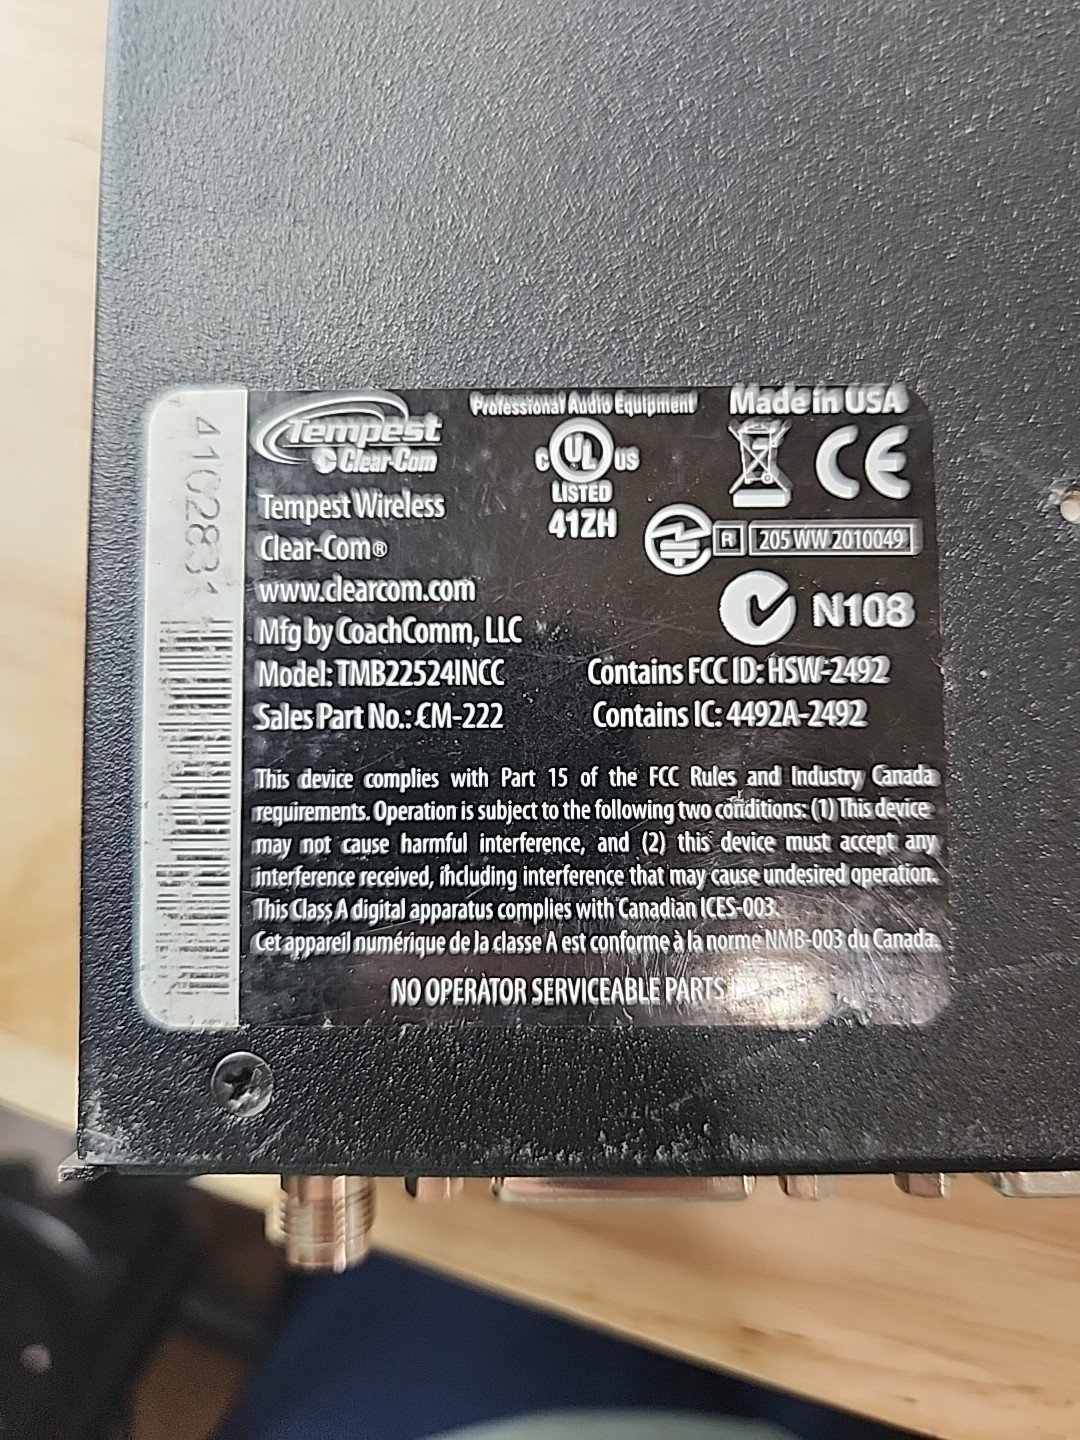 Tempest
Clear-Com
Professional Audio Equipment
Made in USA
C UL US
LISTED
41ZH
CE
R 205 WW 2010049
N108
Tempest Wireless
Clear-Com®
www.clearcom.com
Mfg by CoachComm, LLC
Model: TMB22524INCC
Contains FCC ID: HSW-2492
Sales Part No.: CM-222
Contains IC: 4492A-2492
This device complies with Part 15 of the FCC Rules and Industry Canada
requirements. Operation is subject to the following two conditions: (1) This device
may not cause harmful interference, and (2) this device must accept any
interference received, including interference that may cause undesired operation.
This Class A digital apparatus complies with Canadian ICES-003.
Cet appareil numérique de la classe A est conforme à la norme NMB-003 du Canada.
NO OPERATOR SERVICEABLE PARTS